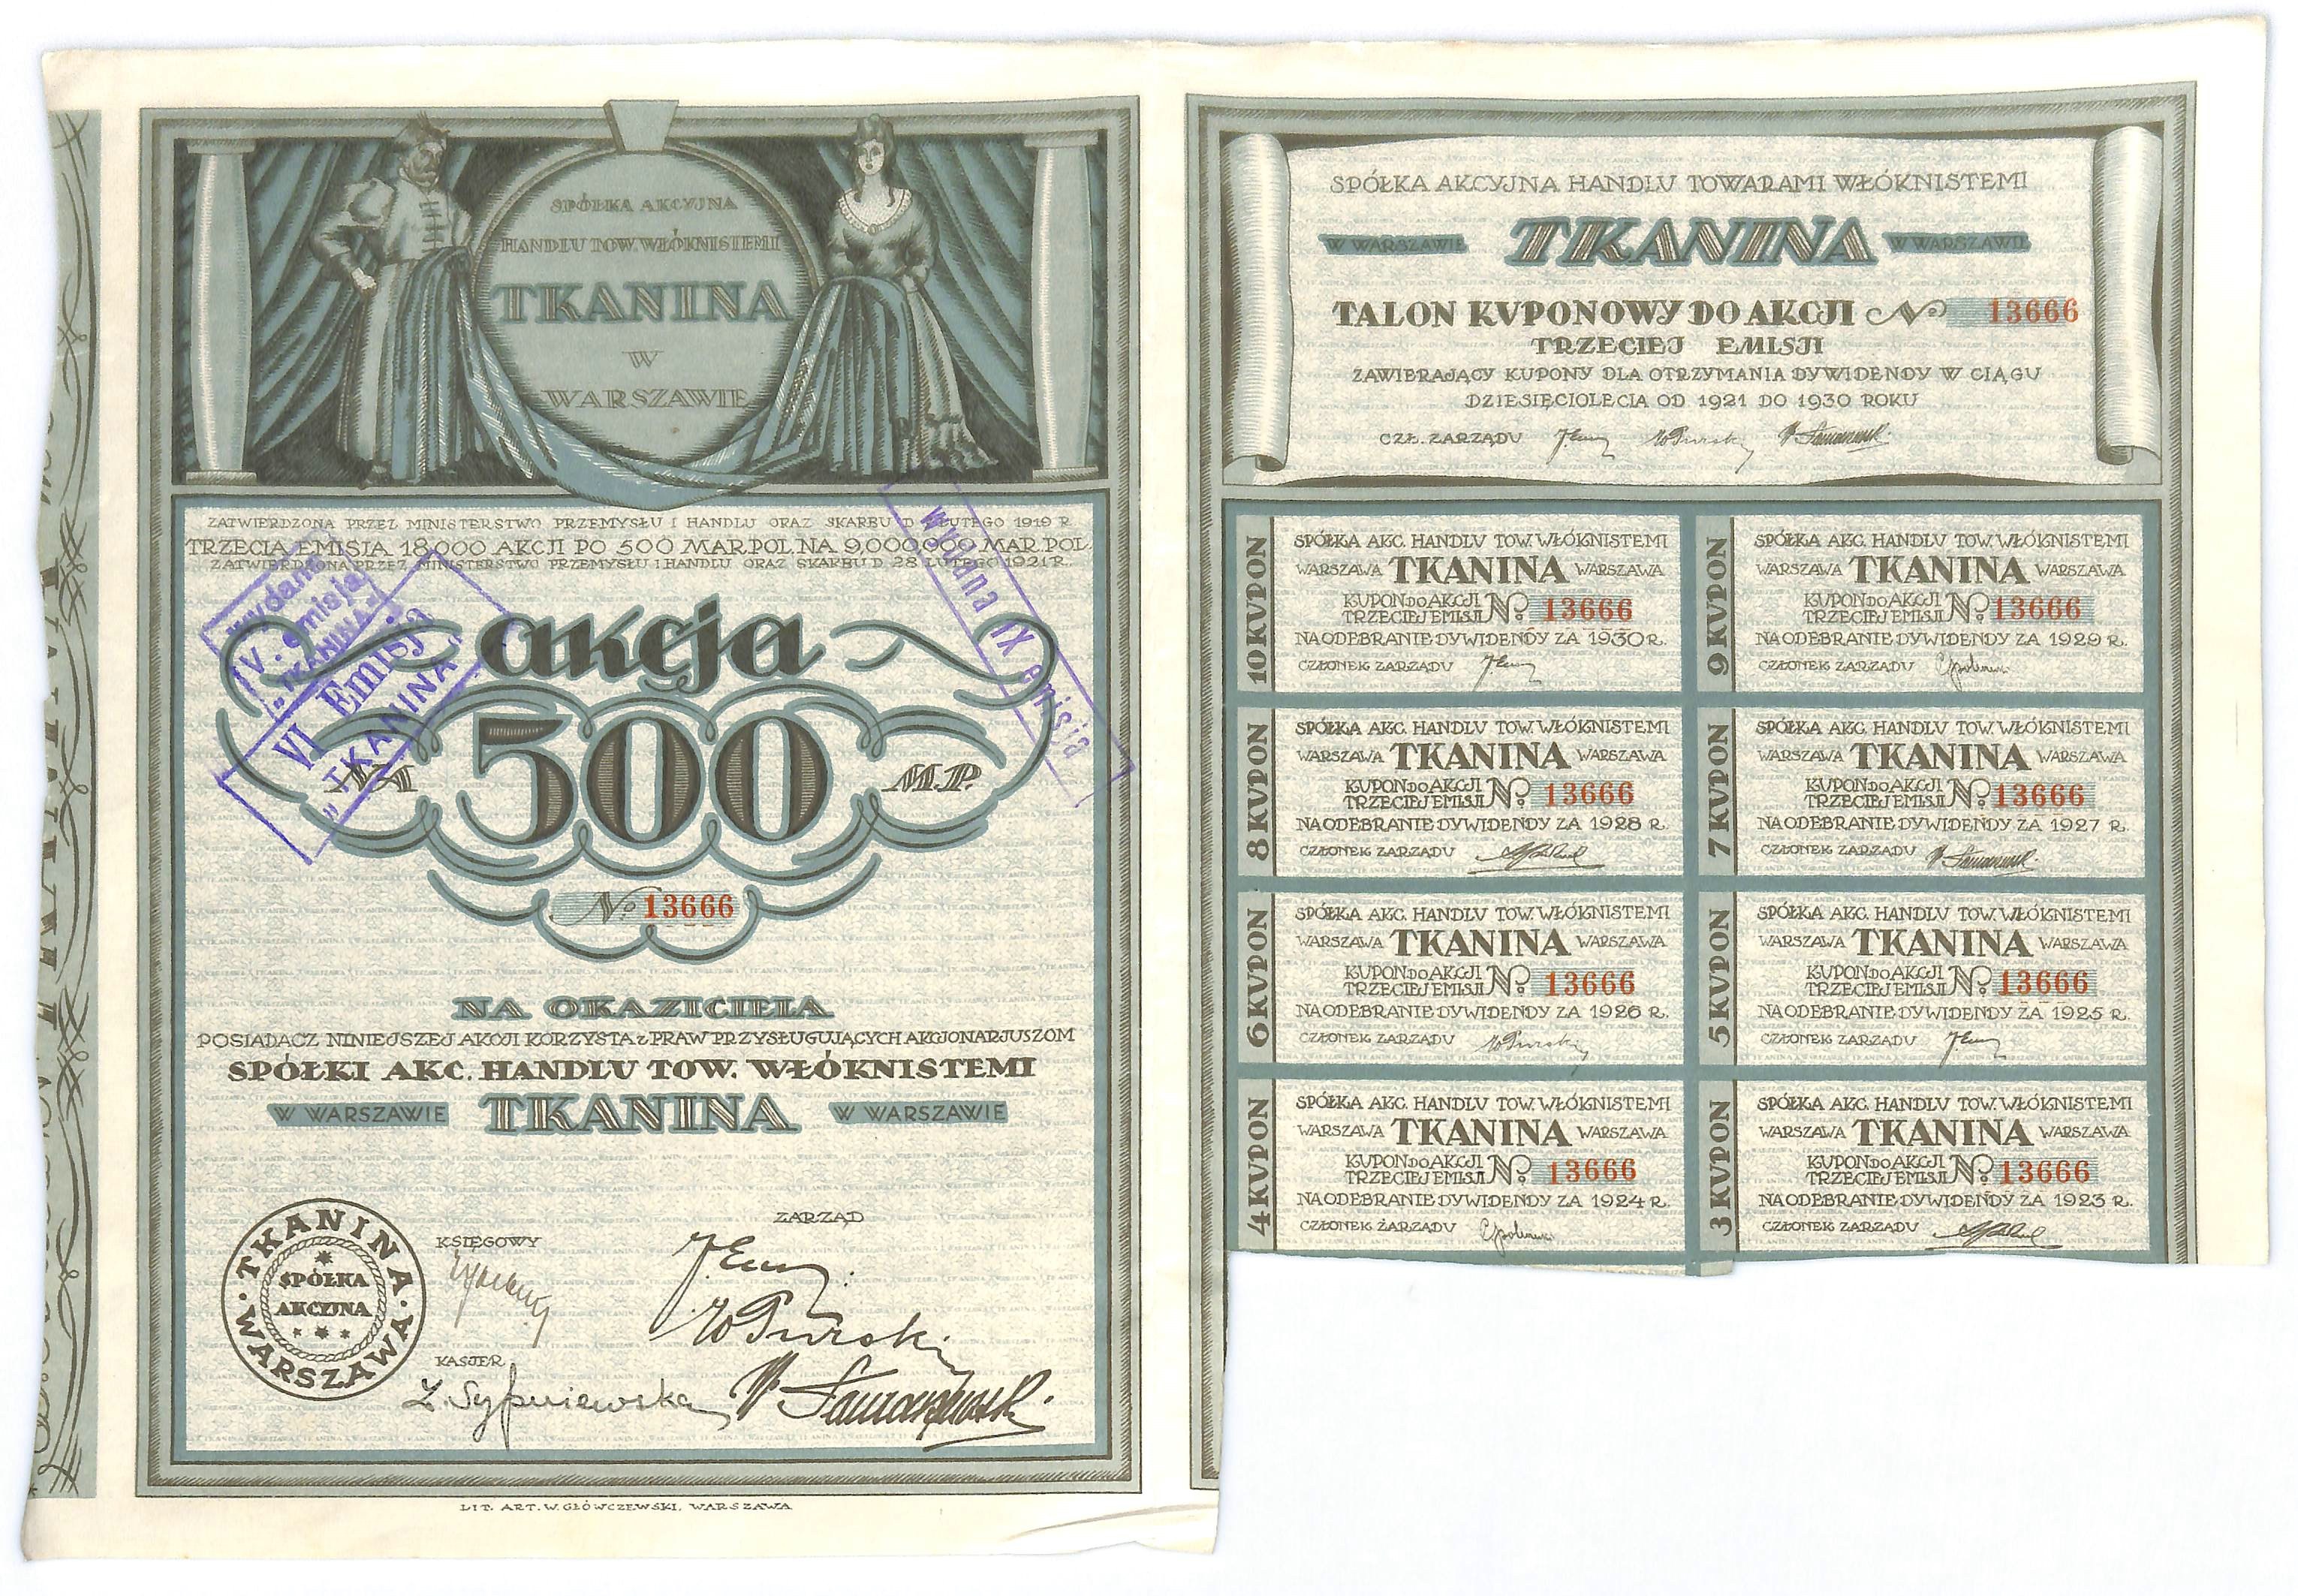 SPÓŁKA AKCYJNA
HANDLU TOW. WŁÓKNISTEMI
TKANINA
W
WARSZAWIE
ZATWIERDZONA PRZEZ MINISTERSTWO PRZEMYSŁU I HANDLU ORAZ SKARBU D LUTEGO 1919 R
TRZECIA EMISJA 18.000 AKCJI PO 500 MAR.POL. NA 9,000,000 MAR.POL.
ZATWIERDZONA PRZEZ MINISTERSTWO PRZEMYSŁU I HANDLU ORAZ SKARBU D. 28 LUTEGO 1921 R.
wydano
V. emisja
"TKANINA"
VI Emisja
"TKANINA"
wydana IX emisja
akcja
NA 500 M.P.
No 13666
NA OKAZICIELA
POSIADACZ NINIEJSZEJ AKCJI KORZYSTA z PRAW PRZYSŁUGUJĄCYCH AKCJONARJUSZOM
SPÓŁKI AKC. HANDLU TOW. WŁÓKNISTEMI
W WARSZAWIE TKANINA W WARSZAWIE
TKANINA · WARSZAWA ·
SPÓŁKA
AKCYJNA
ZARZĄD
KSIĘGOWY
KASJER
Z. Sypniewska
LIT. ART. W. GŁÓWCZEWSKI, WARSZAWA
SPÓŁKA AKCYJNA HANDLU TOWARAMI WŁÓKNISTEMI
W WARSZAWIE TKANINA W WARSZAWIE
TALON KUPONOWY DO AKCJI No 13666
TRZECIEJ EMISJI
ZAWIERAJĄCY KUPONY DLA OTRZYMANIA DYWIDENDY W CIĄGU
DZIESIĘCIOLECIA OD 1921 DO 1930 ROKU
CZŁ. ZARZĄDU
10 KUPON
SPÓŁKA AKC. HANDLU TOW. WŁÓKNISTEMI
WARSZAWA TKANINA WARSZAWA
KUPON DO AKCJI
TRZECIEJ EMISJI No. 13666
NA ODEBRANIE DYWIDENDY ZA 1930 R.
CZŁONEK ZARZĄDU
9 KUPON
SPÓŁKA AKC. HANDLU TOW. WŁÓKNISTEMI
WARSZAWA TKANINA WARSZAWA
KUPON DO AKCJI
TRZECIEJ EMISJI No. 13666
NA ODEBRANIE DYWIDENDY ZA 1929 R.
CZŁONEK ZARZĄDU
8 KUPON
SPÓŁKA AKC. HANDLU TOW. WŁÓKNISTEMI
WARSZAWA TKANINA WARSZAWA
KUPON DO AKCJI
TRZECIEJ EMISJI No. 13666
NA ODEBRANIE DYWIDENDY ZA 1928 R.
CZŁONEK ZARZĄDU
7 KUPON
SPÓŁKA AKC. HANDLU TOW. WŁÓKNISTEMI
WARSZAWA TKANINA WARSZAWA
KUPON DO AKCJI
TRZECIEJ EMISJI No. 13666
NA ODEBRANIE DYWIDENDY ZA 1927 R.
CZŁONEK ZARZĄDU
6 KUPON
SPÓŁKA AKC. HANDLU TOW. WŁÓKNISTEMI
WARSZAWA TKANINA WARSZAWA
KUPON DO AKCJI
TRZECIEJ EMISJI No. 13666
NA ODEBRANIE DYWIDENDY ZA 1926 R.
CZŁONEK ZARZĄDU
5 KUPON
SPÓŁKA AKC. HANDLU TOW. WŁÓKNISTEMI
WARSZAWA TKANINA WARSZAWA
KUPON DO AKCJI
TRZECIEJ EMISJI No. 13666
NA ODEBRANIE DYWIDENDY ZA 1925 R.
CZŁONEK ZARZĄDU
4 KUPON
SPÓŁKA AKC. HANDLU TOW. WŁÓKNISTEMI
WARSZAWA TKANINA WARSZAWA
KUPON DO AKCJI
TRZECIEJ EMISJI No. 13666
NA ODEBRANIE DYWIDENDY ZA 1924 R.
CZŁONEK ZARZĄDU
3 KUPON
SPÓŁKA AKC. HANDLU TOW. WŁÓKNISTEMI
WARSZAWA TKANINA WARSZAWA
KUPON DO AKCJI
TRZECIEJ EMISJI No. 13666
NA ODEBRANIE DYWIDENDY ZA 1923 R.
CZŁONEK ZARZĄDU